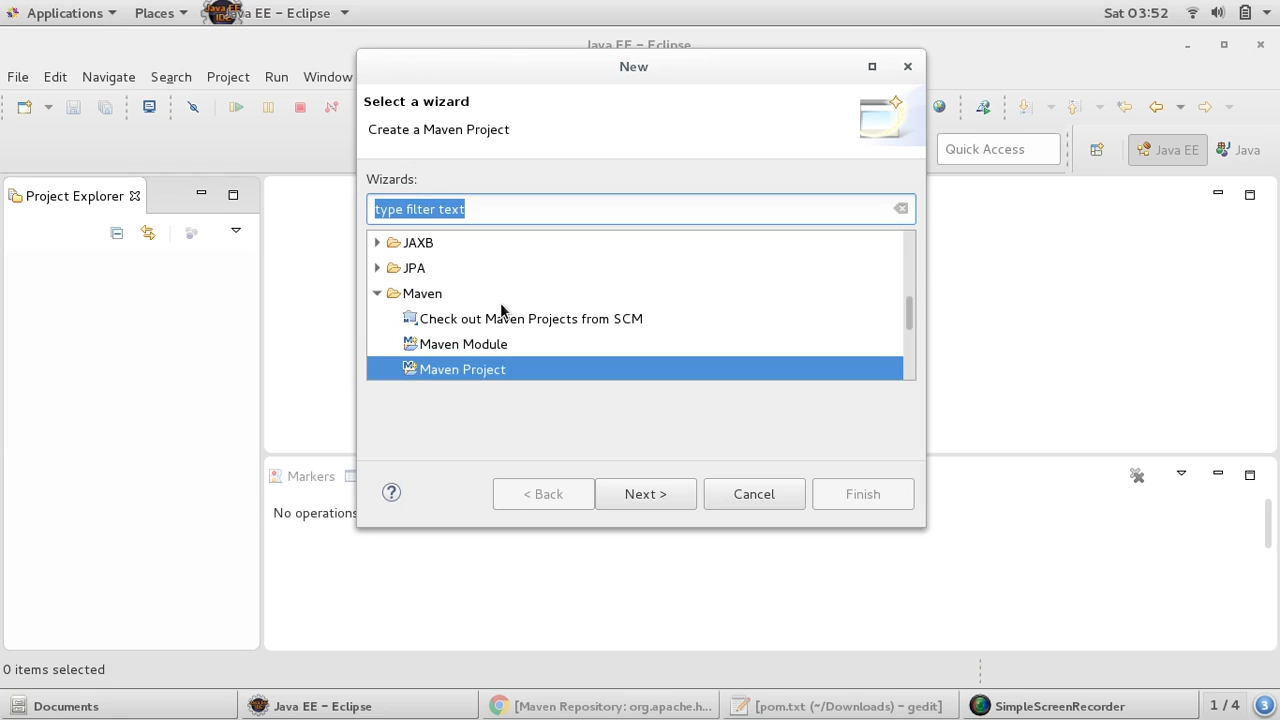 Applications Places Java EE - Eclipse Sat 03:52
Java EE - Eclipse
File Edit Navigate Search Project Run Window
New
Select a wizard
Create a Maven Project
Quick Access Java EE Java
Wizards:
type filter text
Project Explorer
JAXB
JPA
Maven
Check out Maven Projects from SCM
Maven Module
Maven Project
Markers
< Back Next > Cancel Finish
No operations
0 items selected
Documents Java EE - Eclipse [Maven Repository: org.apache.h... [pom.txt (~/Downloads) - gedit] SimpleScreenRecorder 1 / 4 3